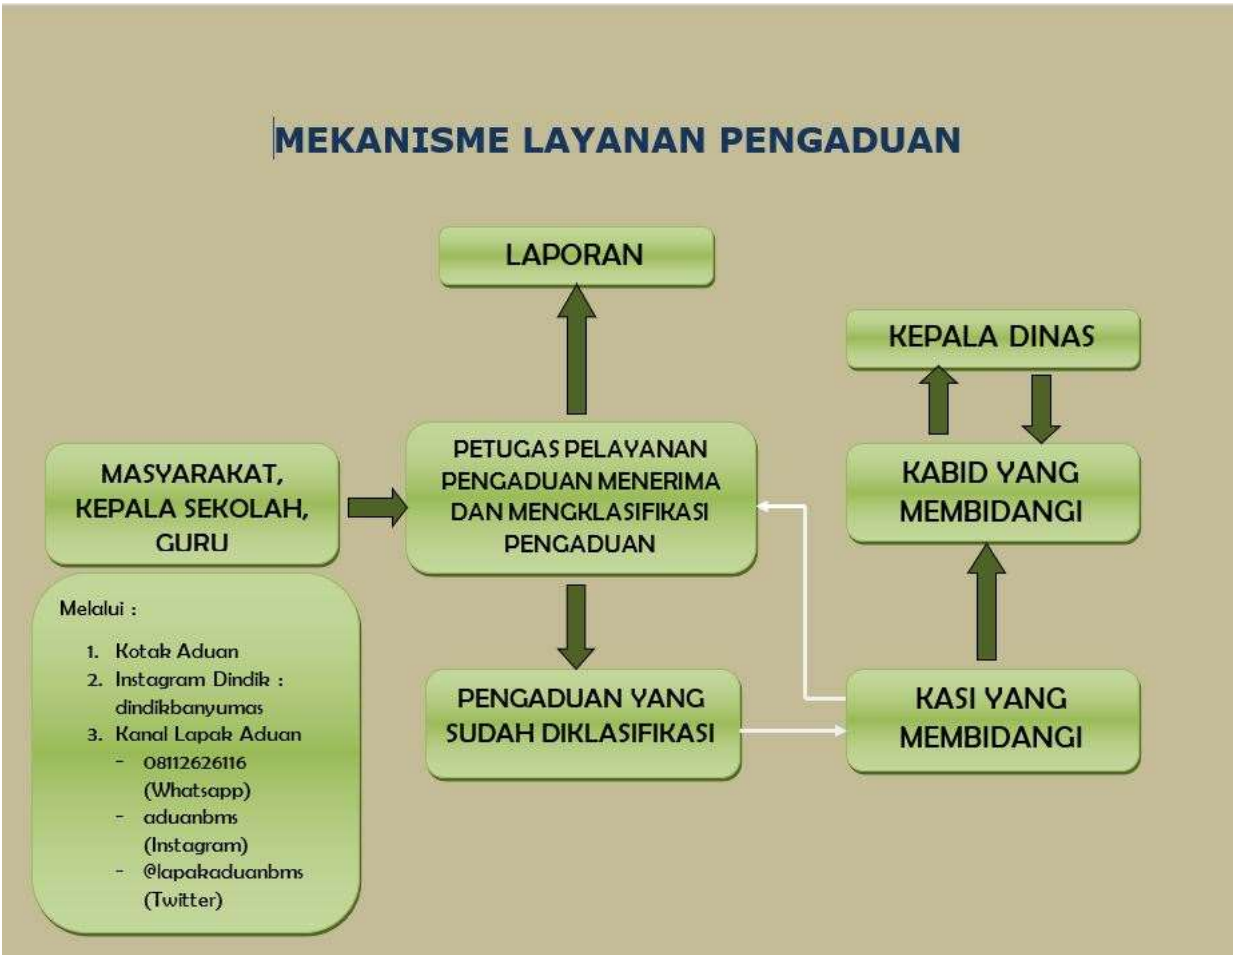 MEKANISME LAYANAN PENGADUAN
LAPORAN
KEPALA DINAS
MASYARAKAT,
KEPALA SEKOLAH,
GURU
PETUGAS PELAYANAN
PENGADUAN MENERIMA
DAN MENGKLASIFIKASI
PENGADUAN
KABID YANG
MEMBIDANGI
Melalui :
1. Kotak Aduan
2. Instagram Dindik :
dindikbanyumas
3. Kanal Lapak Aduan
- 08112626116
(Whatsapp)
- aduanbms
(Instagram)
- @lapakaduanbms
(Twitter)
PENGADUAN YANG
SUDAH DIKLASIFIKASI
KASI YANG
MEMBIDANGI